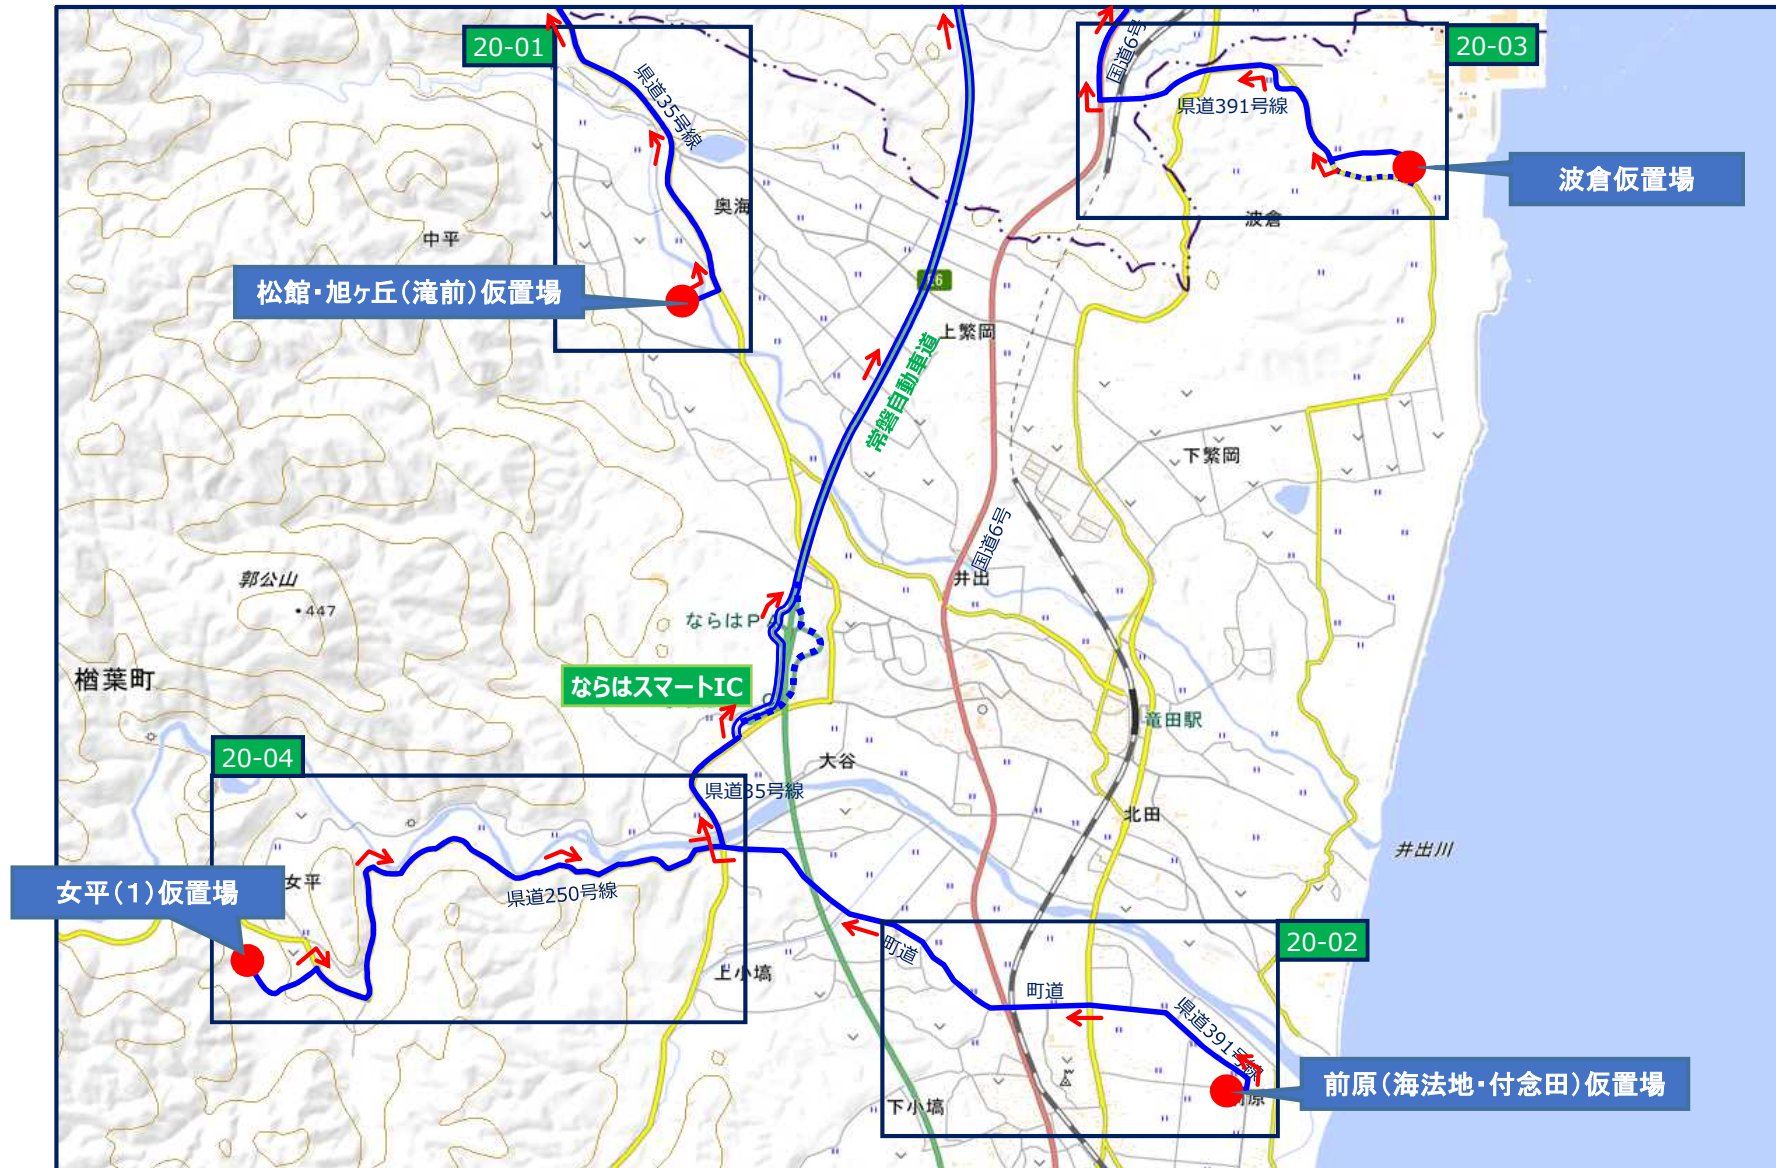 20-01
国道6号
20-03
県道35号線
県道391号線
波倉仮置場
奥海
波倉
中平
松館・旭ヶ丘(滝前)仮置場
上繁岡
常磐自動車道
下繁岡
国道6号
井出
郭公山
・447
ならはP
楢葉町
ならはスマートIC
竜田駅
20-04
大谷
県道35号線
北田
井出川
女平(1)仮置場
女平
県道250号線
20-02
町道
上小塙
町道
県道391号線
前原(海法地・付念田)仮置場
下小塙